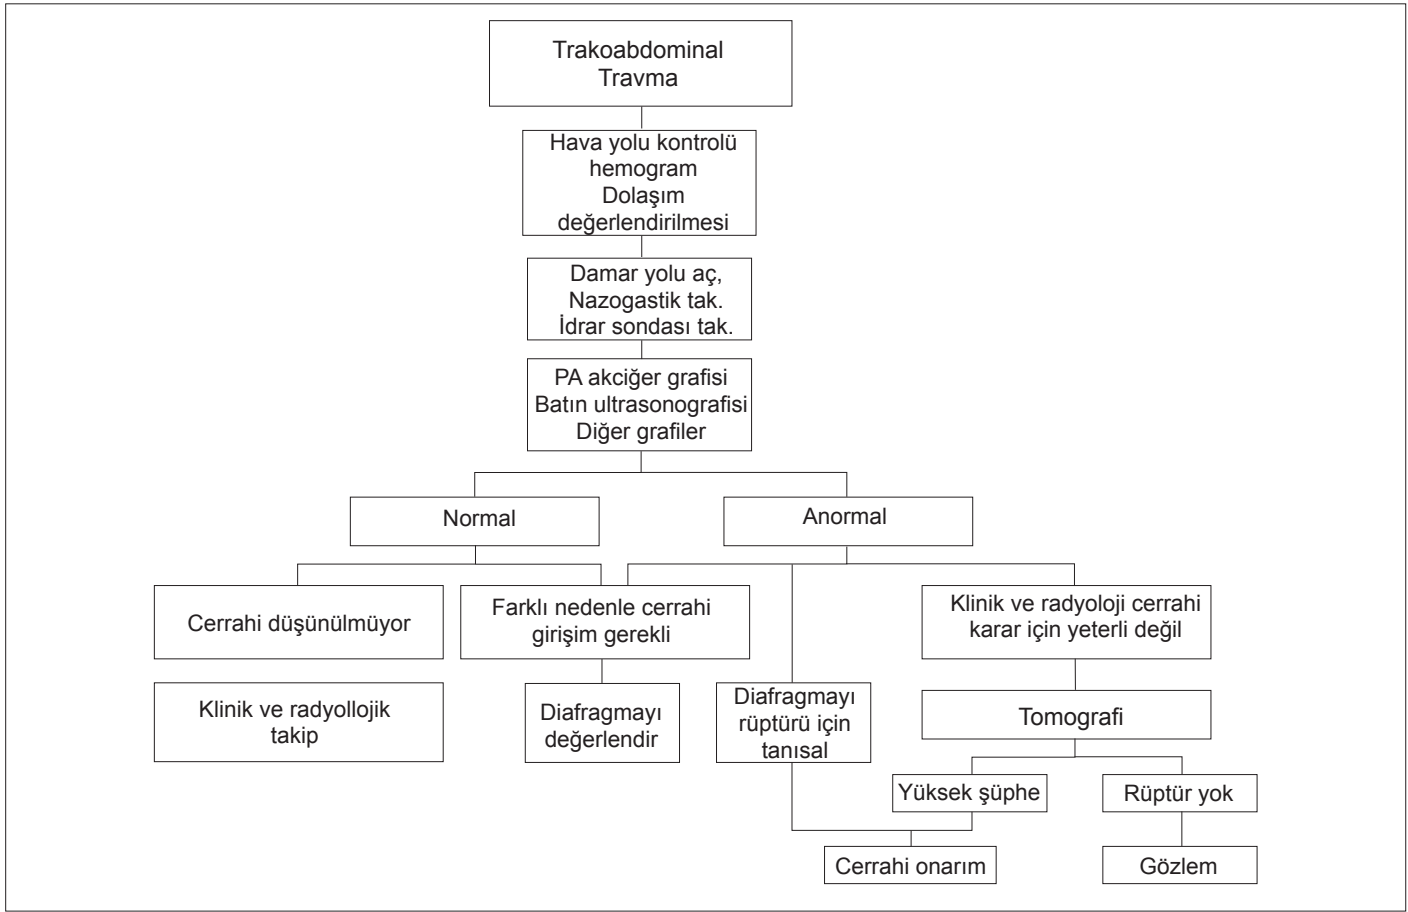 Trakoabdominal
Travma
Hava yolu kontrolü
hemogram
Dolaşım
değerlendirilmesi
Damar yolu aç,
Nazogastik tak.
İdrar sondası tak.
PA akciğer grafisi
Batın ultrasonografisi
Diğer grafiler
Normal
Anormal
Cerrahi düşünülmüyor
Farklı nedenle cerrahi
girişim gerekli
Klinik ve radyoloji cerrahi
karar için yeterli değil
Klinik ve radyollojik
takip
Diafragmayı
değerlendir
Diafragmayı
rüptürü için
tanısal
Tomografi
Yüksek şüphe
Rüptür yok
Cerrahi onarım
Gözlem